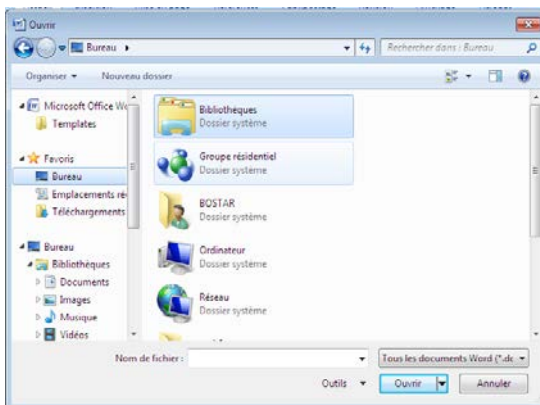 Ouvrir
Bureau
Rechercher dans : Bureau
Organiser
Nouveau dossier
Microsoft Office We
Templates
Favoris
Bureau
Emplacements ré
Téléchargements
Bureau
Bibliothèques
Documents
Images
Musique
Vidéos
Bibliothèques
Dossier système
Groupe résidentiel
Dossier système
BOSTAR
Dossier système
Ordinateur
Dossier système
Réseau
Dossier système
Nom de fichier :
Tous les documents Word (*.dc
Outils
Ouvrir
Annuler